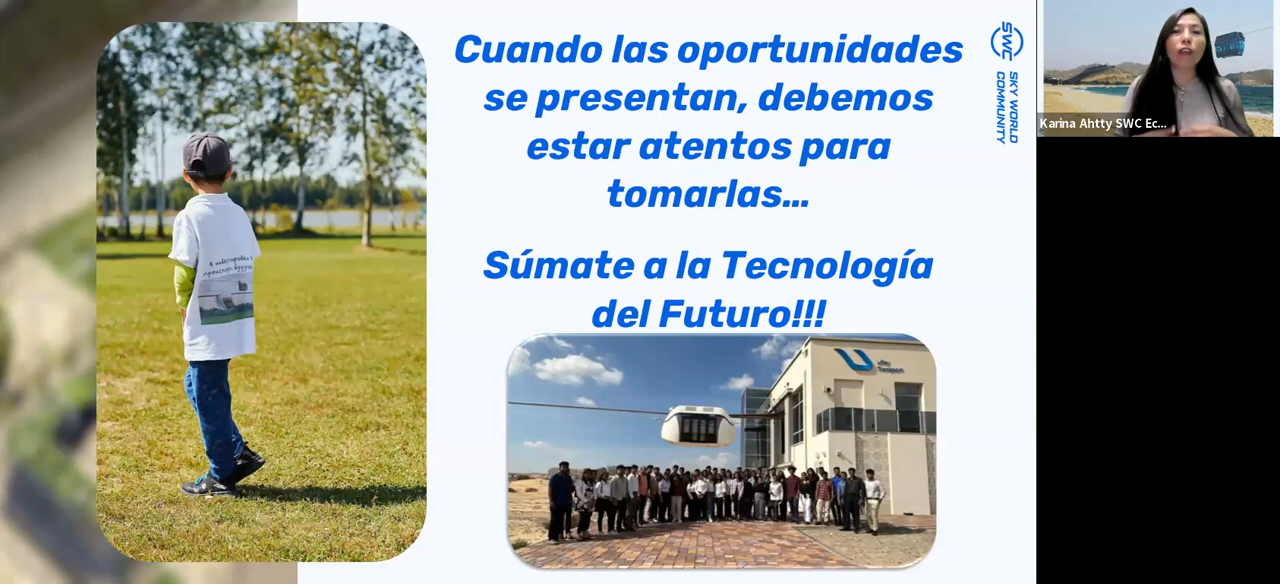 Cuando las oportunidades
se presentan, debemos
estar atentos para
tomarlas...
Súmate a la Tecnología
del Futuro!!!
SWC
SKY WORLD
COMMUNITY
Karina Ahtty SWC Ec...